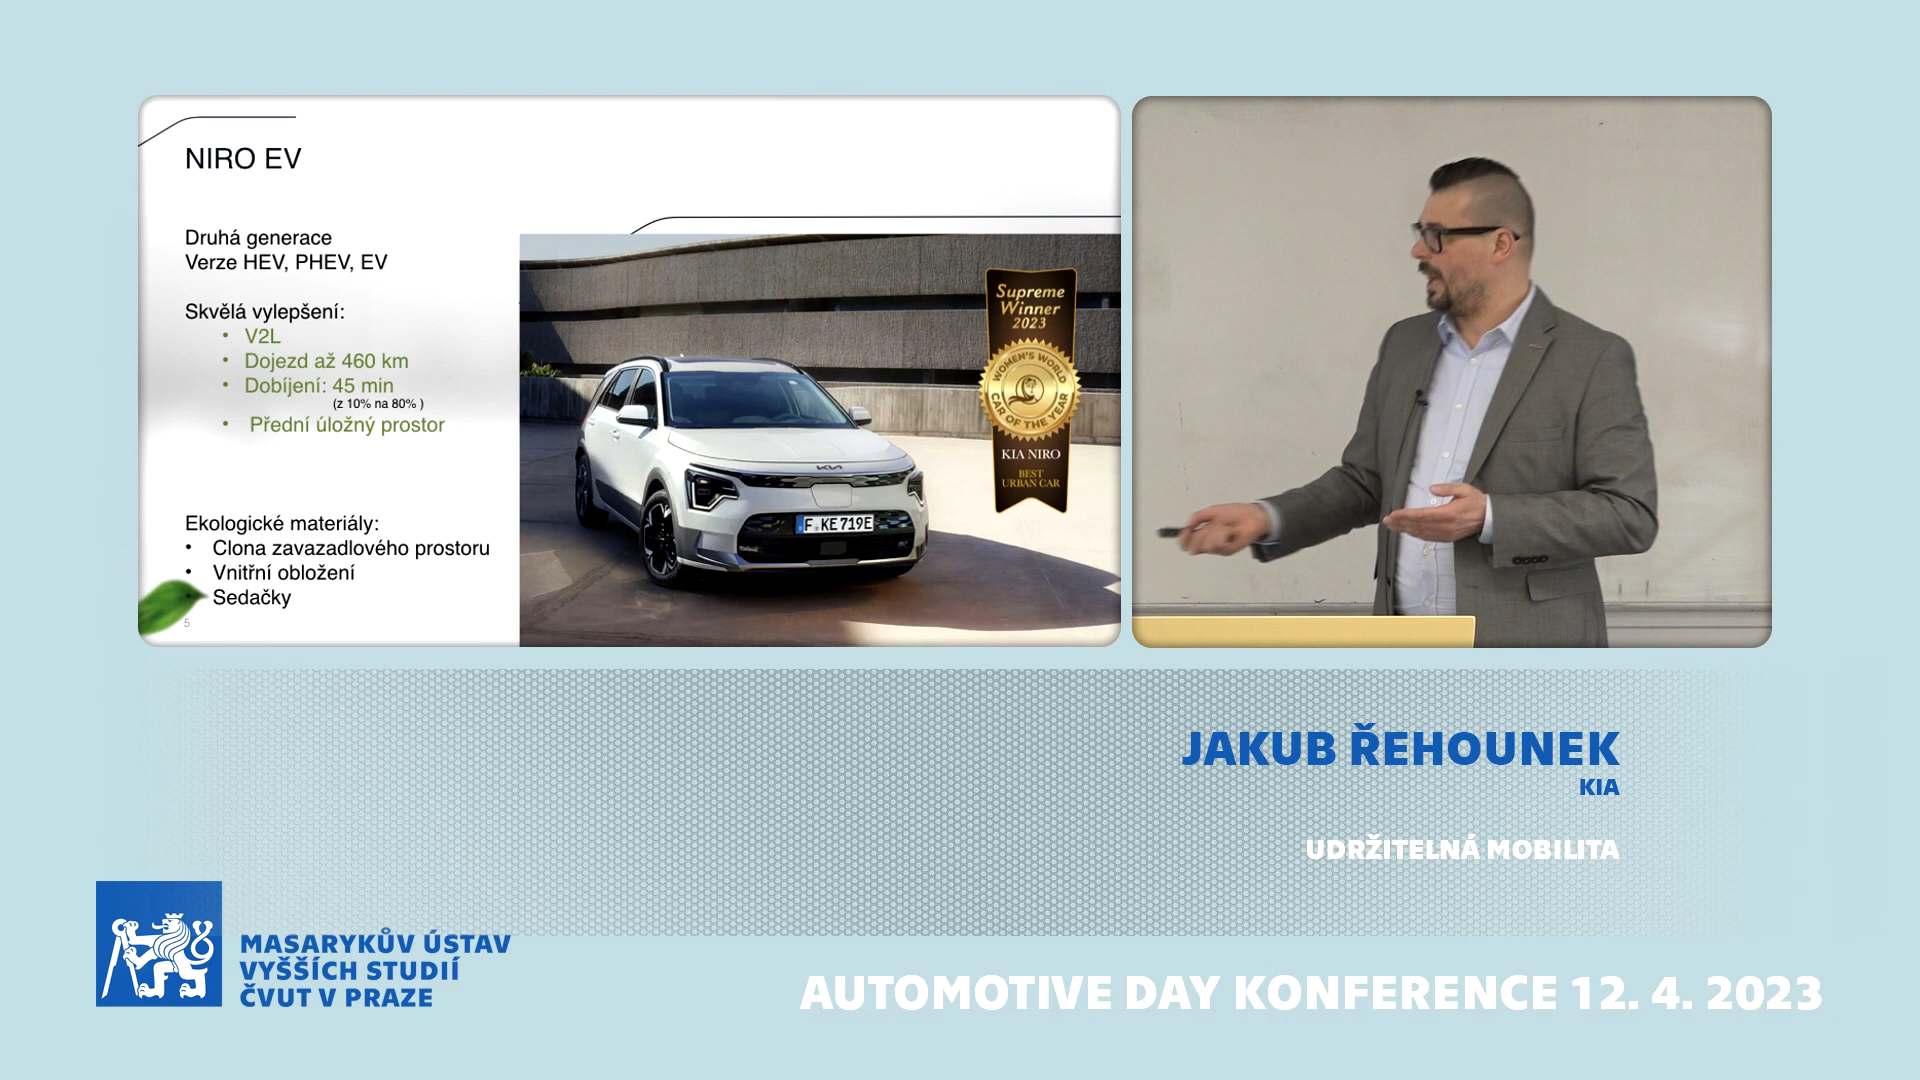 NIRO EV
Druhá generace
Verze HEV, PHEV, EV
Skvělá vylepšení:
• V2L
• Dojezd až 460 km
• Dobíjení: 45 min
(z 10% na 80% )
• Přední úložný prostor
Ekologické materiály:
• Clona zavazadlového prostoru
• Vnitřní obložení
Sedačky
5
Supreme
Winner
2023
WOMEN'S WORLD
CAR OF THE YEAR
KIA NIRO
BEST
URBAN CAR
KIA
F KE 719E
JAKUB ŘEHOUNEK
KIA
UDRŽITELNÁ MOBILITA
MASARYKŮV ÚSTAV
VYŠŠÍCH STUDIÍ
ČVUT V PRAZE
AUTOMOTIVE DAY KONFERENCE 12. 4. 2023